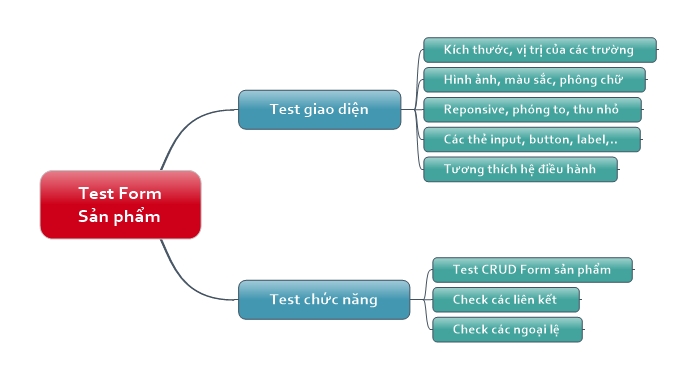 Test Form
Sản phẩm
Test giao diện
Kích thước, vị trí của các trường
Hình ảnh, màu sắc, phông chữ
Reponsive, phóng to, thu nhỏ
Các thẻ input, button, label,..
Tương thích hệ điều hành
Test chức năng
Test CRUD Form sản phẩm
Check các liên kết
Check các ngoại lệ